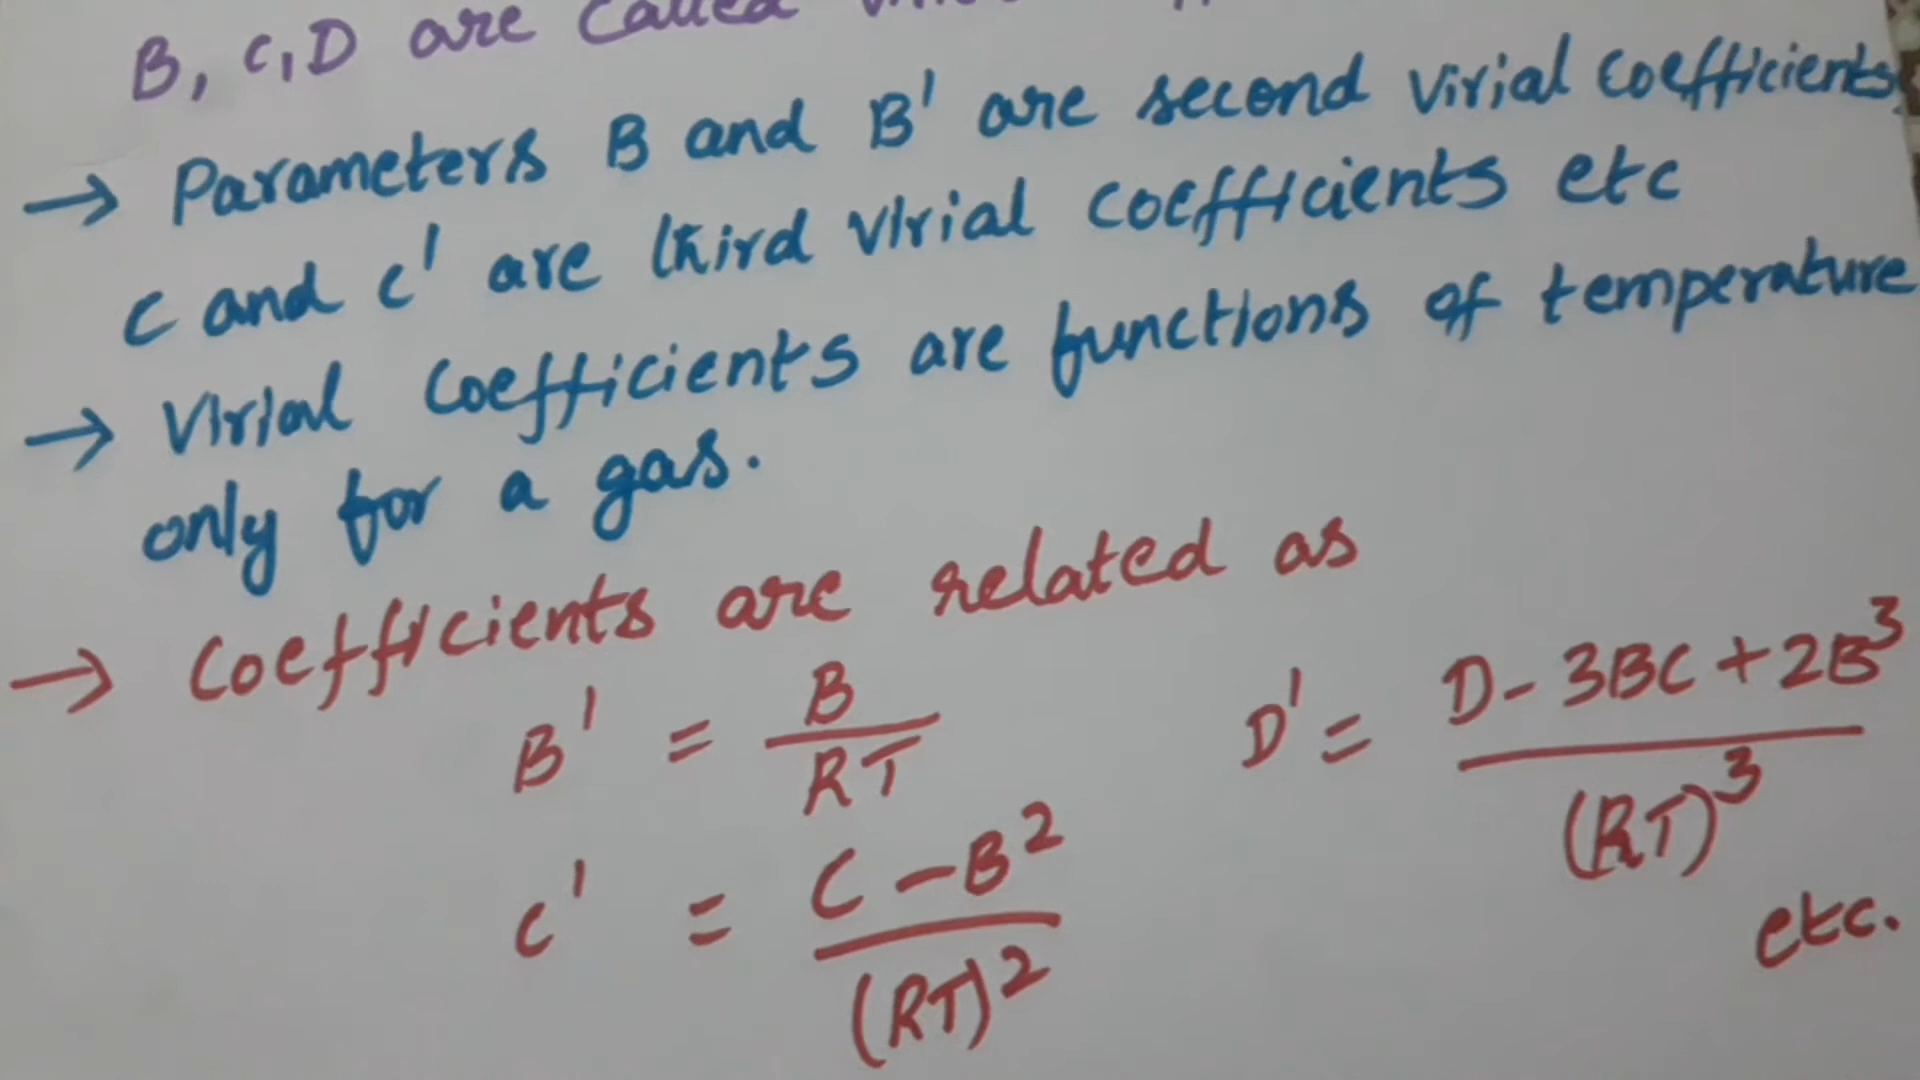 B, C, D are called
→ Parameters B and B' are second virial coefficients
C and C' are third virial coefficients etc
→ Virial coefficients are functions of temperature
only for a gas.
→ Coefficients are related as
B' = B/RT
C' = C - B²/(RT)²
D' = D - 3BC + 2B³/(RT)³
etc.